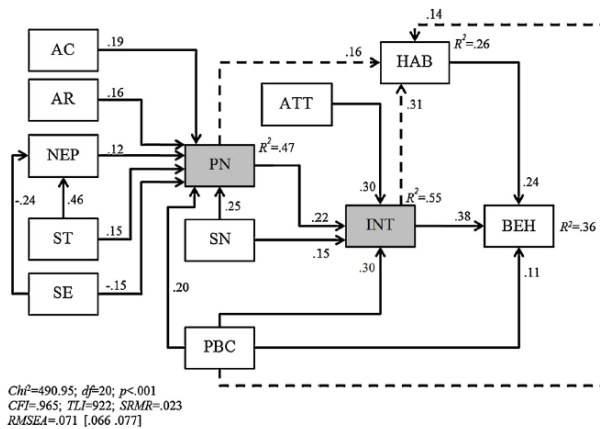 .14
AC
.19
HAB
R²=.26
.16
AR
.16
ATT
.31
NEP
.12
PN
R²=.47
-.24
.46
.30
R²=.55
.24
.25
.22
INT
.38
BEH
R²=.36
ST
.15
SN
.15
.30
.11
SE
-.15
.20
PBC
Chi²=490.95; df=20; p<.001
CFI=.965; TLI=922; SRMR=.023
RMSEA=.071 [.066 .077]